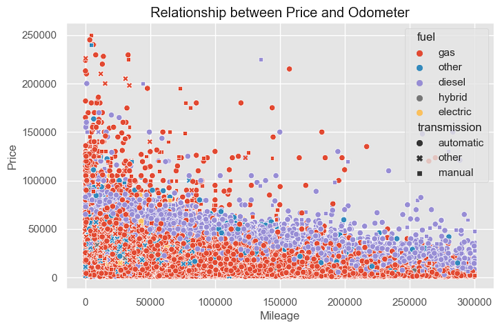 Relationship between Price and Odometer
fuel
gas
other
diesel
hybrid
electric
transmission
automatic
other
manual
250000
200000
150000
100000
50000
0
Price
0 50000 100000 150000 200000 250000 300000
Mileage